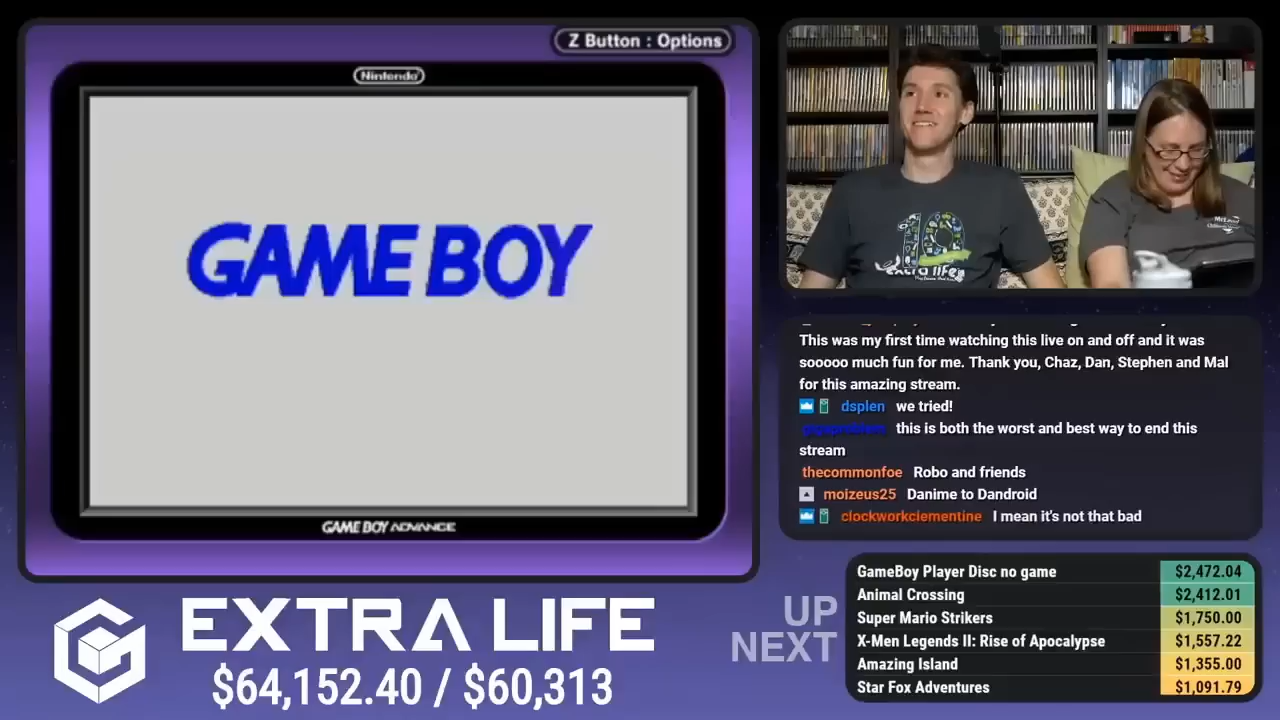 Z Button : Options
Nintendo
GAME BOY
GAME BOY ADVANCE
10
extra life
This was my first time watching this live on and off and it was
sooooo much fun for me. Thank you, Chaz, Dan, Stephen and Mal
for this amazing stream.
dsplen we tried!
this is both the worst and best way to end this
stream
thecommonfoe Robo and friends
moizeus25 Danime to Dandroid
clockworkclementine I mean it's not that bad
EXTRA LIFE
$64,152.40 / $60,313
UP
NEXT
GameBoy Player Disc no game $2,472.04
Animal Crossing $2,412.01
Super Mario Strikers $1,750.00
X-Men Legends II: Rise of Apocalypse $1,557.22
Amazing Island $1,355.00
Star Fox Adventures $1,091.79